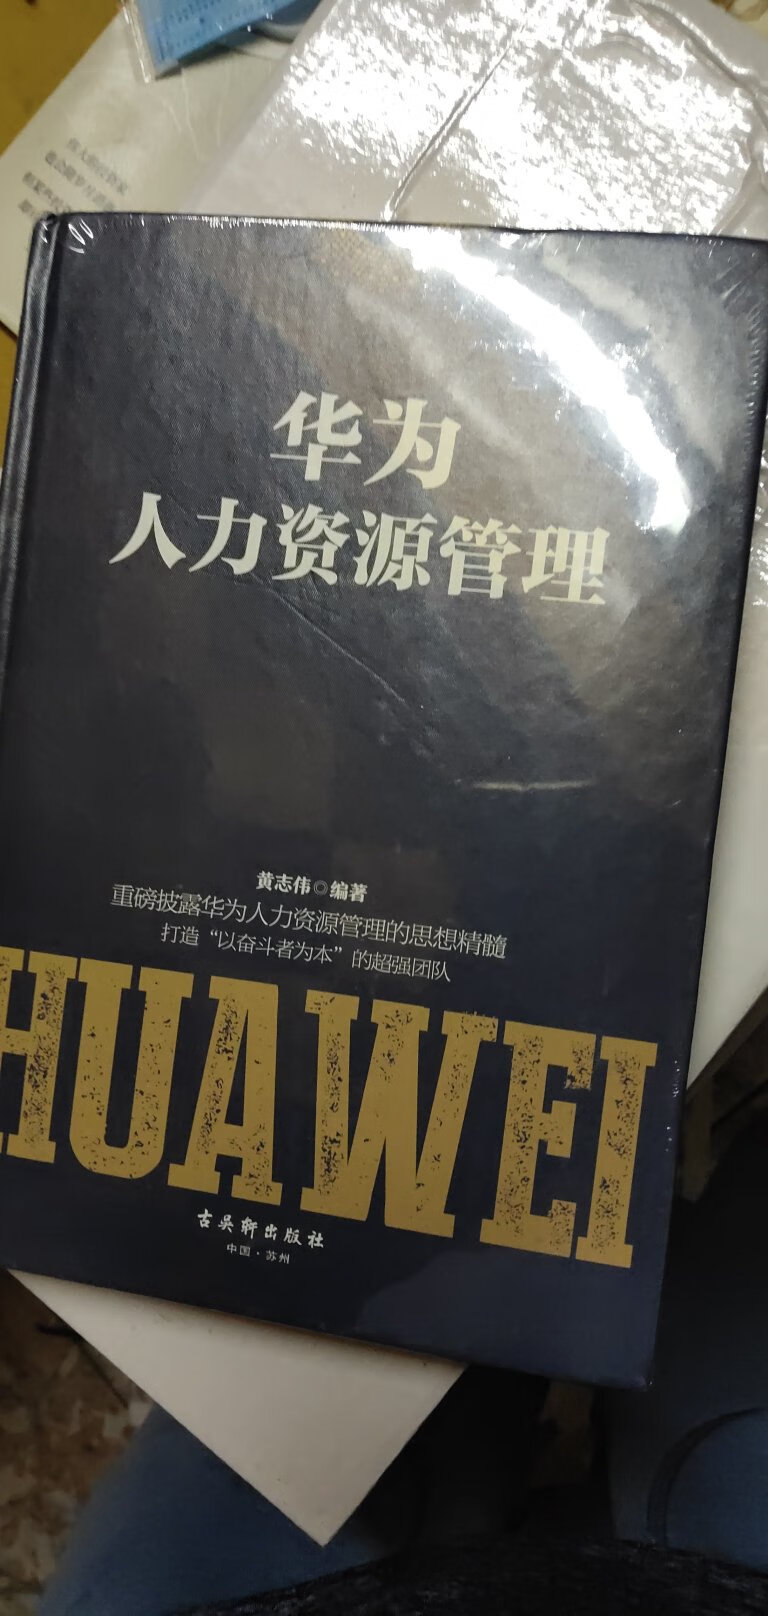 华为
人力资源管理
黄志伟◎编著
重磅披露华为人力资源管理的思想精髓
打造“以奋斗者为本”的超强团队
HUAWEI
古吴轩出版社
中国·苏州